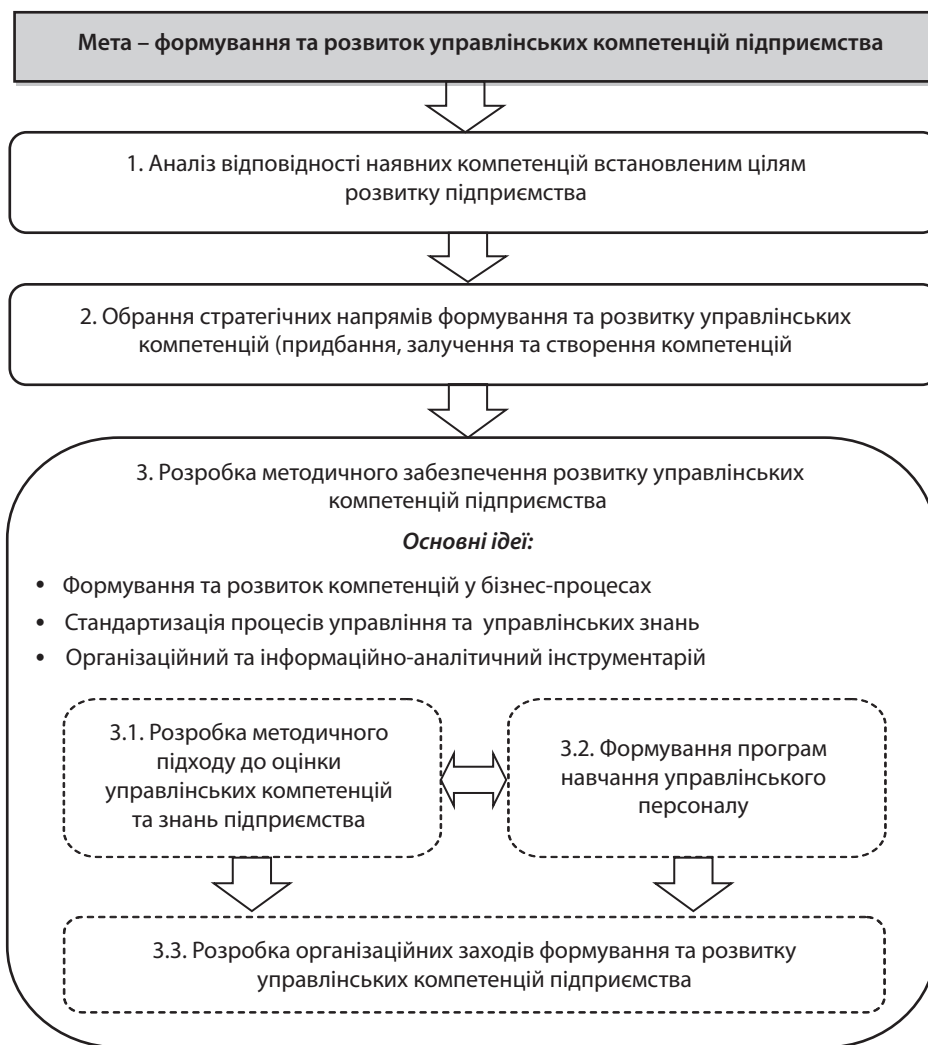 Мета – формування та розвиток управлінських компетенцій підприємства
1. Аналіз відповідності наявних компетенцій встановленим цілям
розвитку підприємства
2. Обрання стратегічних напрямів формування та розвитку управлінських
компетенцій (придбання, залучення та створення компетенцій
3. Розробка методичного забезпечення розвитку управлінських
компетенцій підприємства
Основні ідеї:
• Формування та розвиток компетенцій у бізнес-процесах
• Стандартизація процесів управління та управлінських знань
• Організаційний та інформаційно-аналітичний інструментарій
3.1. Розробка методичного
підходу до оцінки
управлінських компетенцій
та знань підприємства
3.2. Формування програм
навчання управлінського
персоналу
3.3. Розробка організаційних заходів формування та розвитку
управлінських компетенцій підприємства